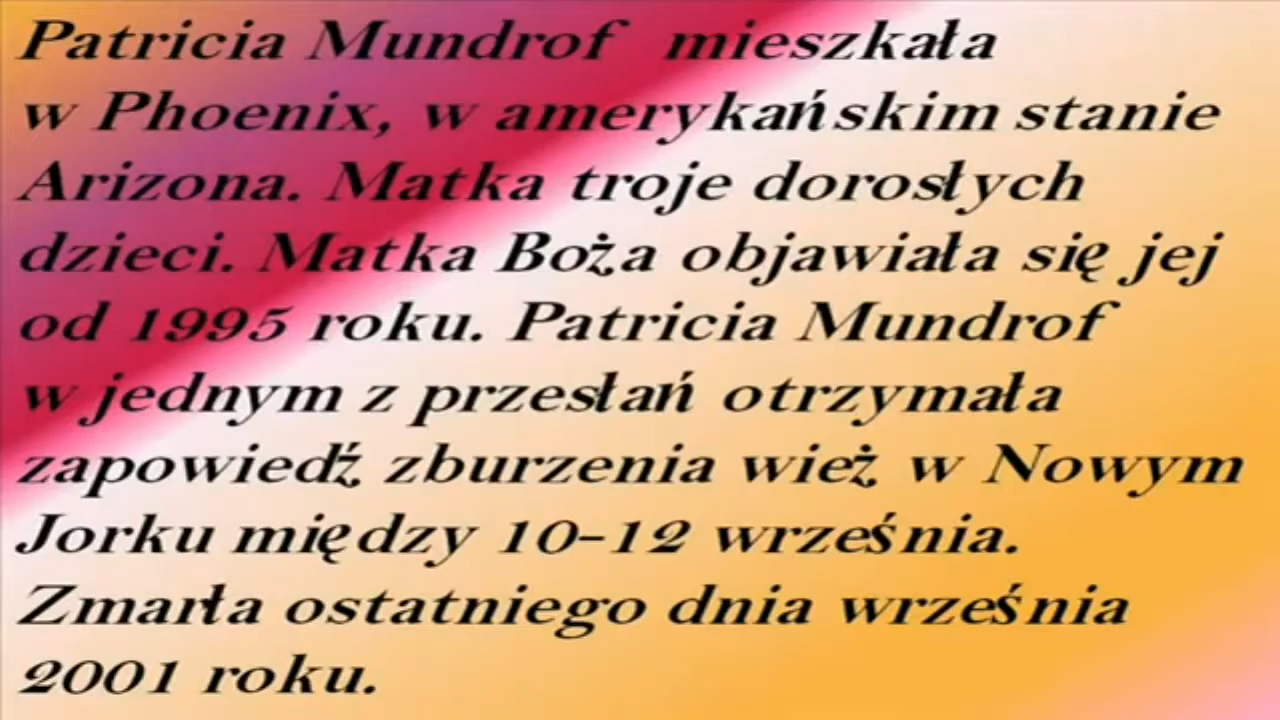 Patricia Mundrof mieszkała
w Phoenix, w amerykańskim stanie
Arizona. Matka troje dorosłych
dzieci. Matka Boża objawiała się jej
od 1995 roku. Patricia Mundrof
w jednym z przesłań otrzymała
zapowiedź zburzenia wież w Nowym
Jorku między 10-12 września.
Zmarła ostatniego dnia września
2001 roku.